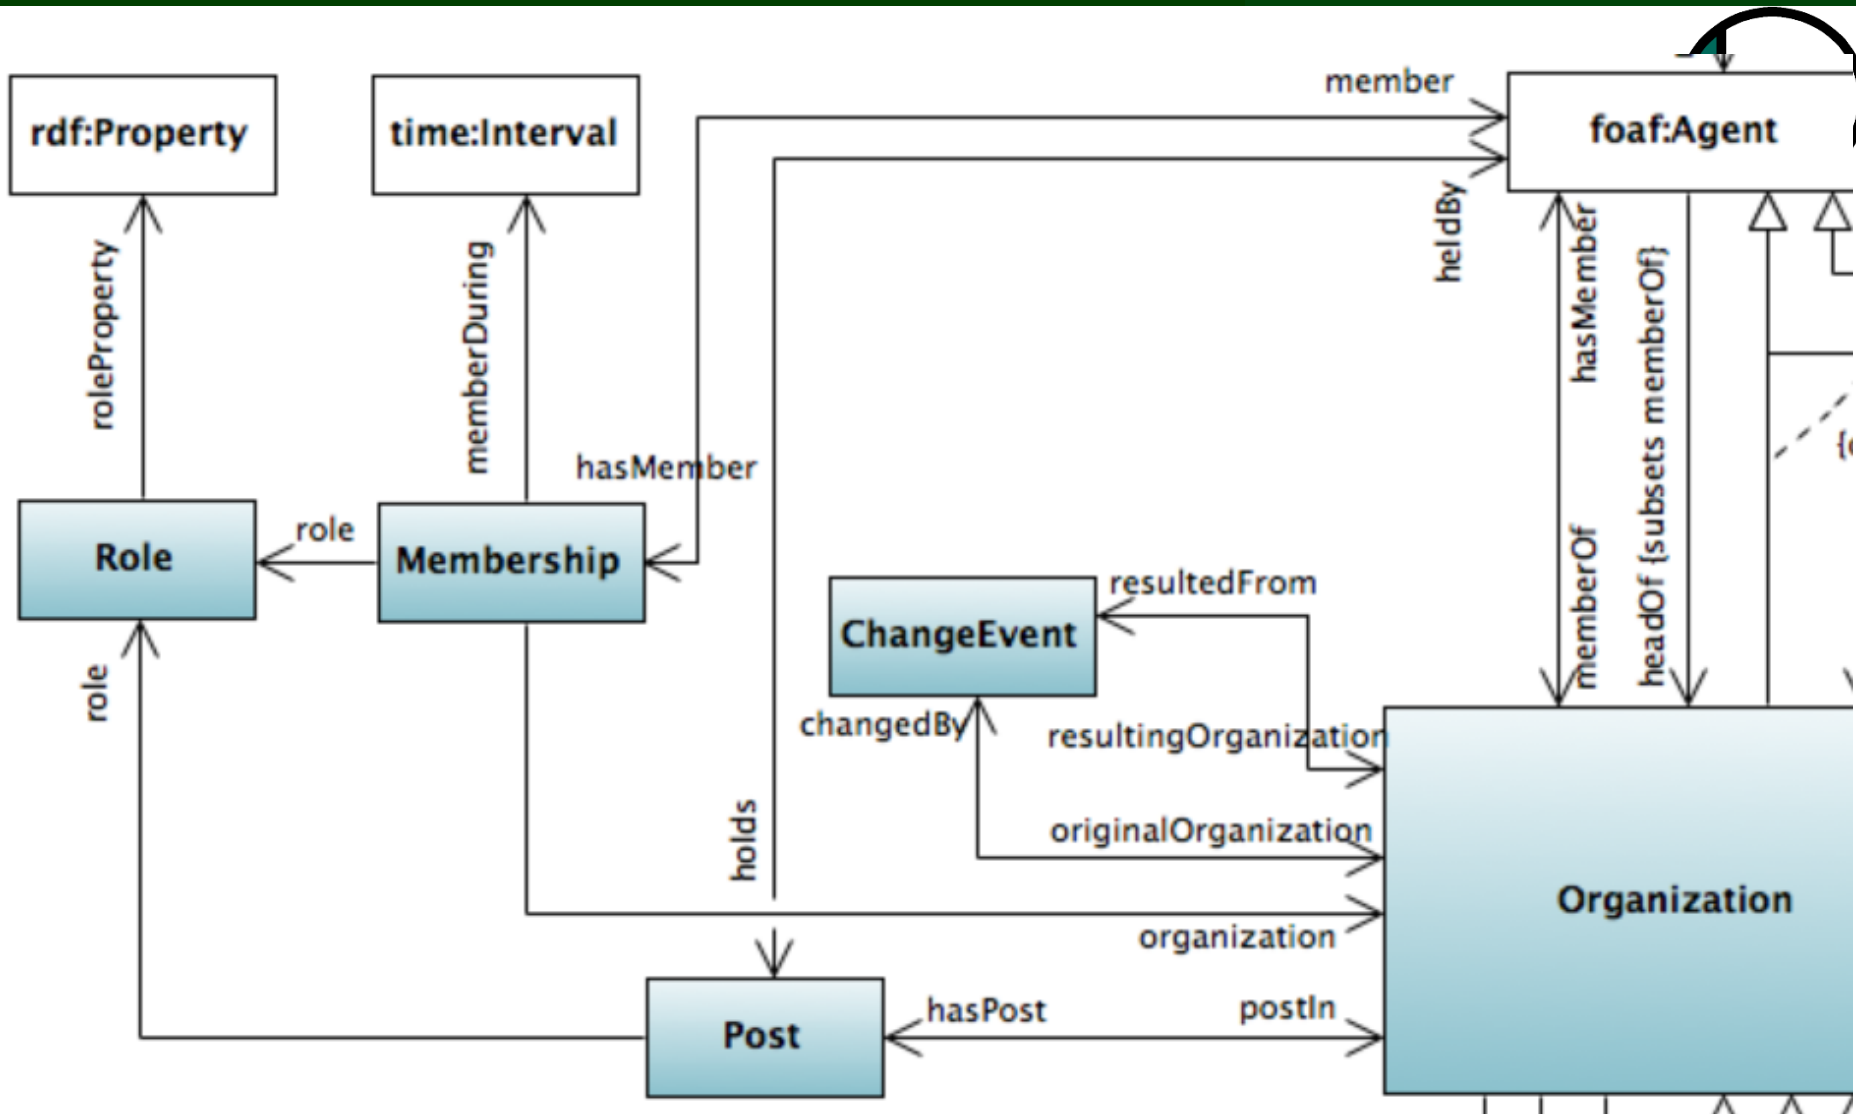 member
rdf:Property
time:Interval
foaf:Agent
heldBy
hasMember
headOf {subsets memberOf}
roleProperty
memberDuring
hasMember
role
Role
Membership
memberOf
resultedFrom
ChangeEvent
role
changedBy
resultingOrganization
holds
originalOrganization
Organization
organization
hasPost
postIn
Post